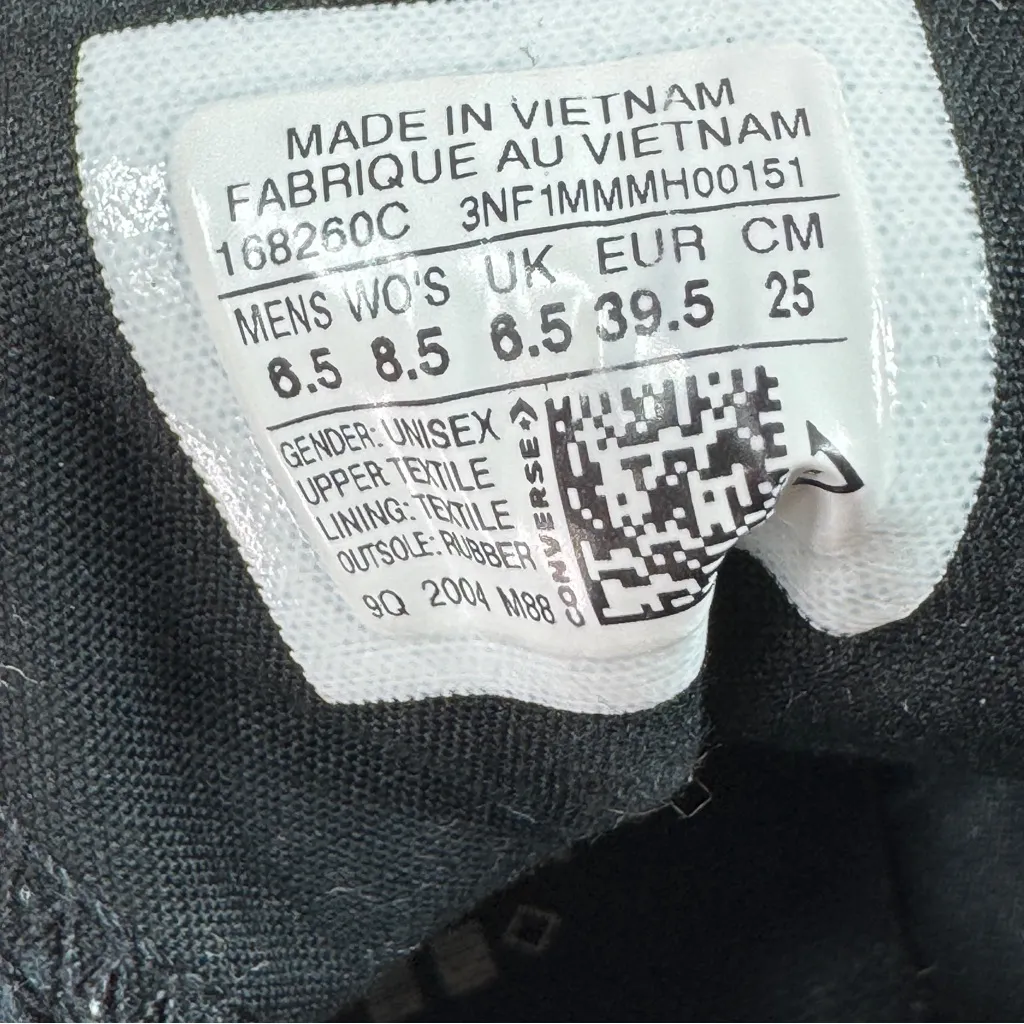 MADE IN VIETNAM
FABRIQUE AU VIETNAM
168260C 3NF1MMMH00151
MENS WO'S UK EUR CM
6.5 8.5 6.5 39.5 25
GENDER: UNISEX
UPPER: TEXTILE
LINING: TEXTILE
OUTSOLE: RUBBER
9Q 2004 M88
CONVERSE